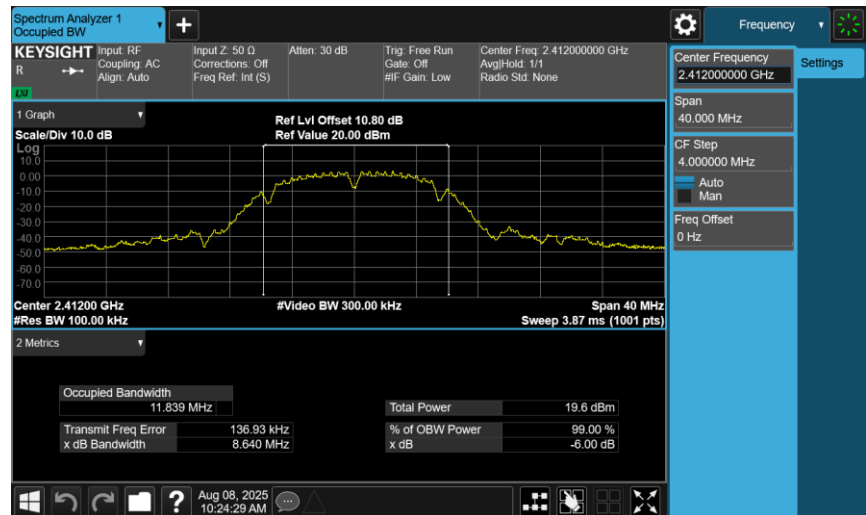 Spectrum Analyzer 1
Occupied BW
Frequency
KEYSIGHT
R
LXI
Input: RF
Coupling: AC
Align: Auto
Input Z: 50 Ω
Corrections: Off
Freq Ref: Int (S)
Atten: 30 dB
Trig: Free Run
Gate: Off
#IF Gain: Low
Center Freq: 2.412000000 GHz
Avg|Hold: 1/1
Radio Std: None
Center Frequency
2.412000000 GHz
Settings
Span
40.000 MHz
CF Step
4.000000 MHz
Auto
Man
Freq Offset
0 Hz
1 Graph
Scale/Div 10.0 dB
Ref Lvl Offset 10.80 dB
Ref Value 20.00 dBm
Log
10.0
0.00
-10.0
-20.0
-30.0
-40.0
-50.0
-60.0
-70.0
Center 2.41200 GHz
#Res BW 100.00 kHz
#Video BW 300.00 kHz
Span 40 MHz
Sweep 3.87 ms (1001 pts)
2 Metrics
Occupied Bandwidth
11.839 MHz
Transmit Freq Error 136.93 kHz
x dB Bandwidth 8.640 MHz
Total Power 19.6 dBm
% of OBW Power 99.00 %
x dB -6.00 dB
?
Aug 08, 2025
10:24:29 AM